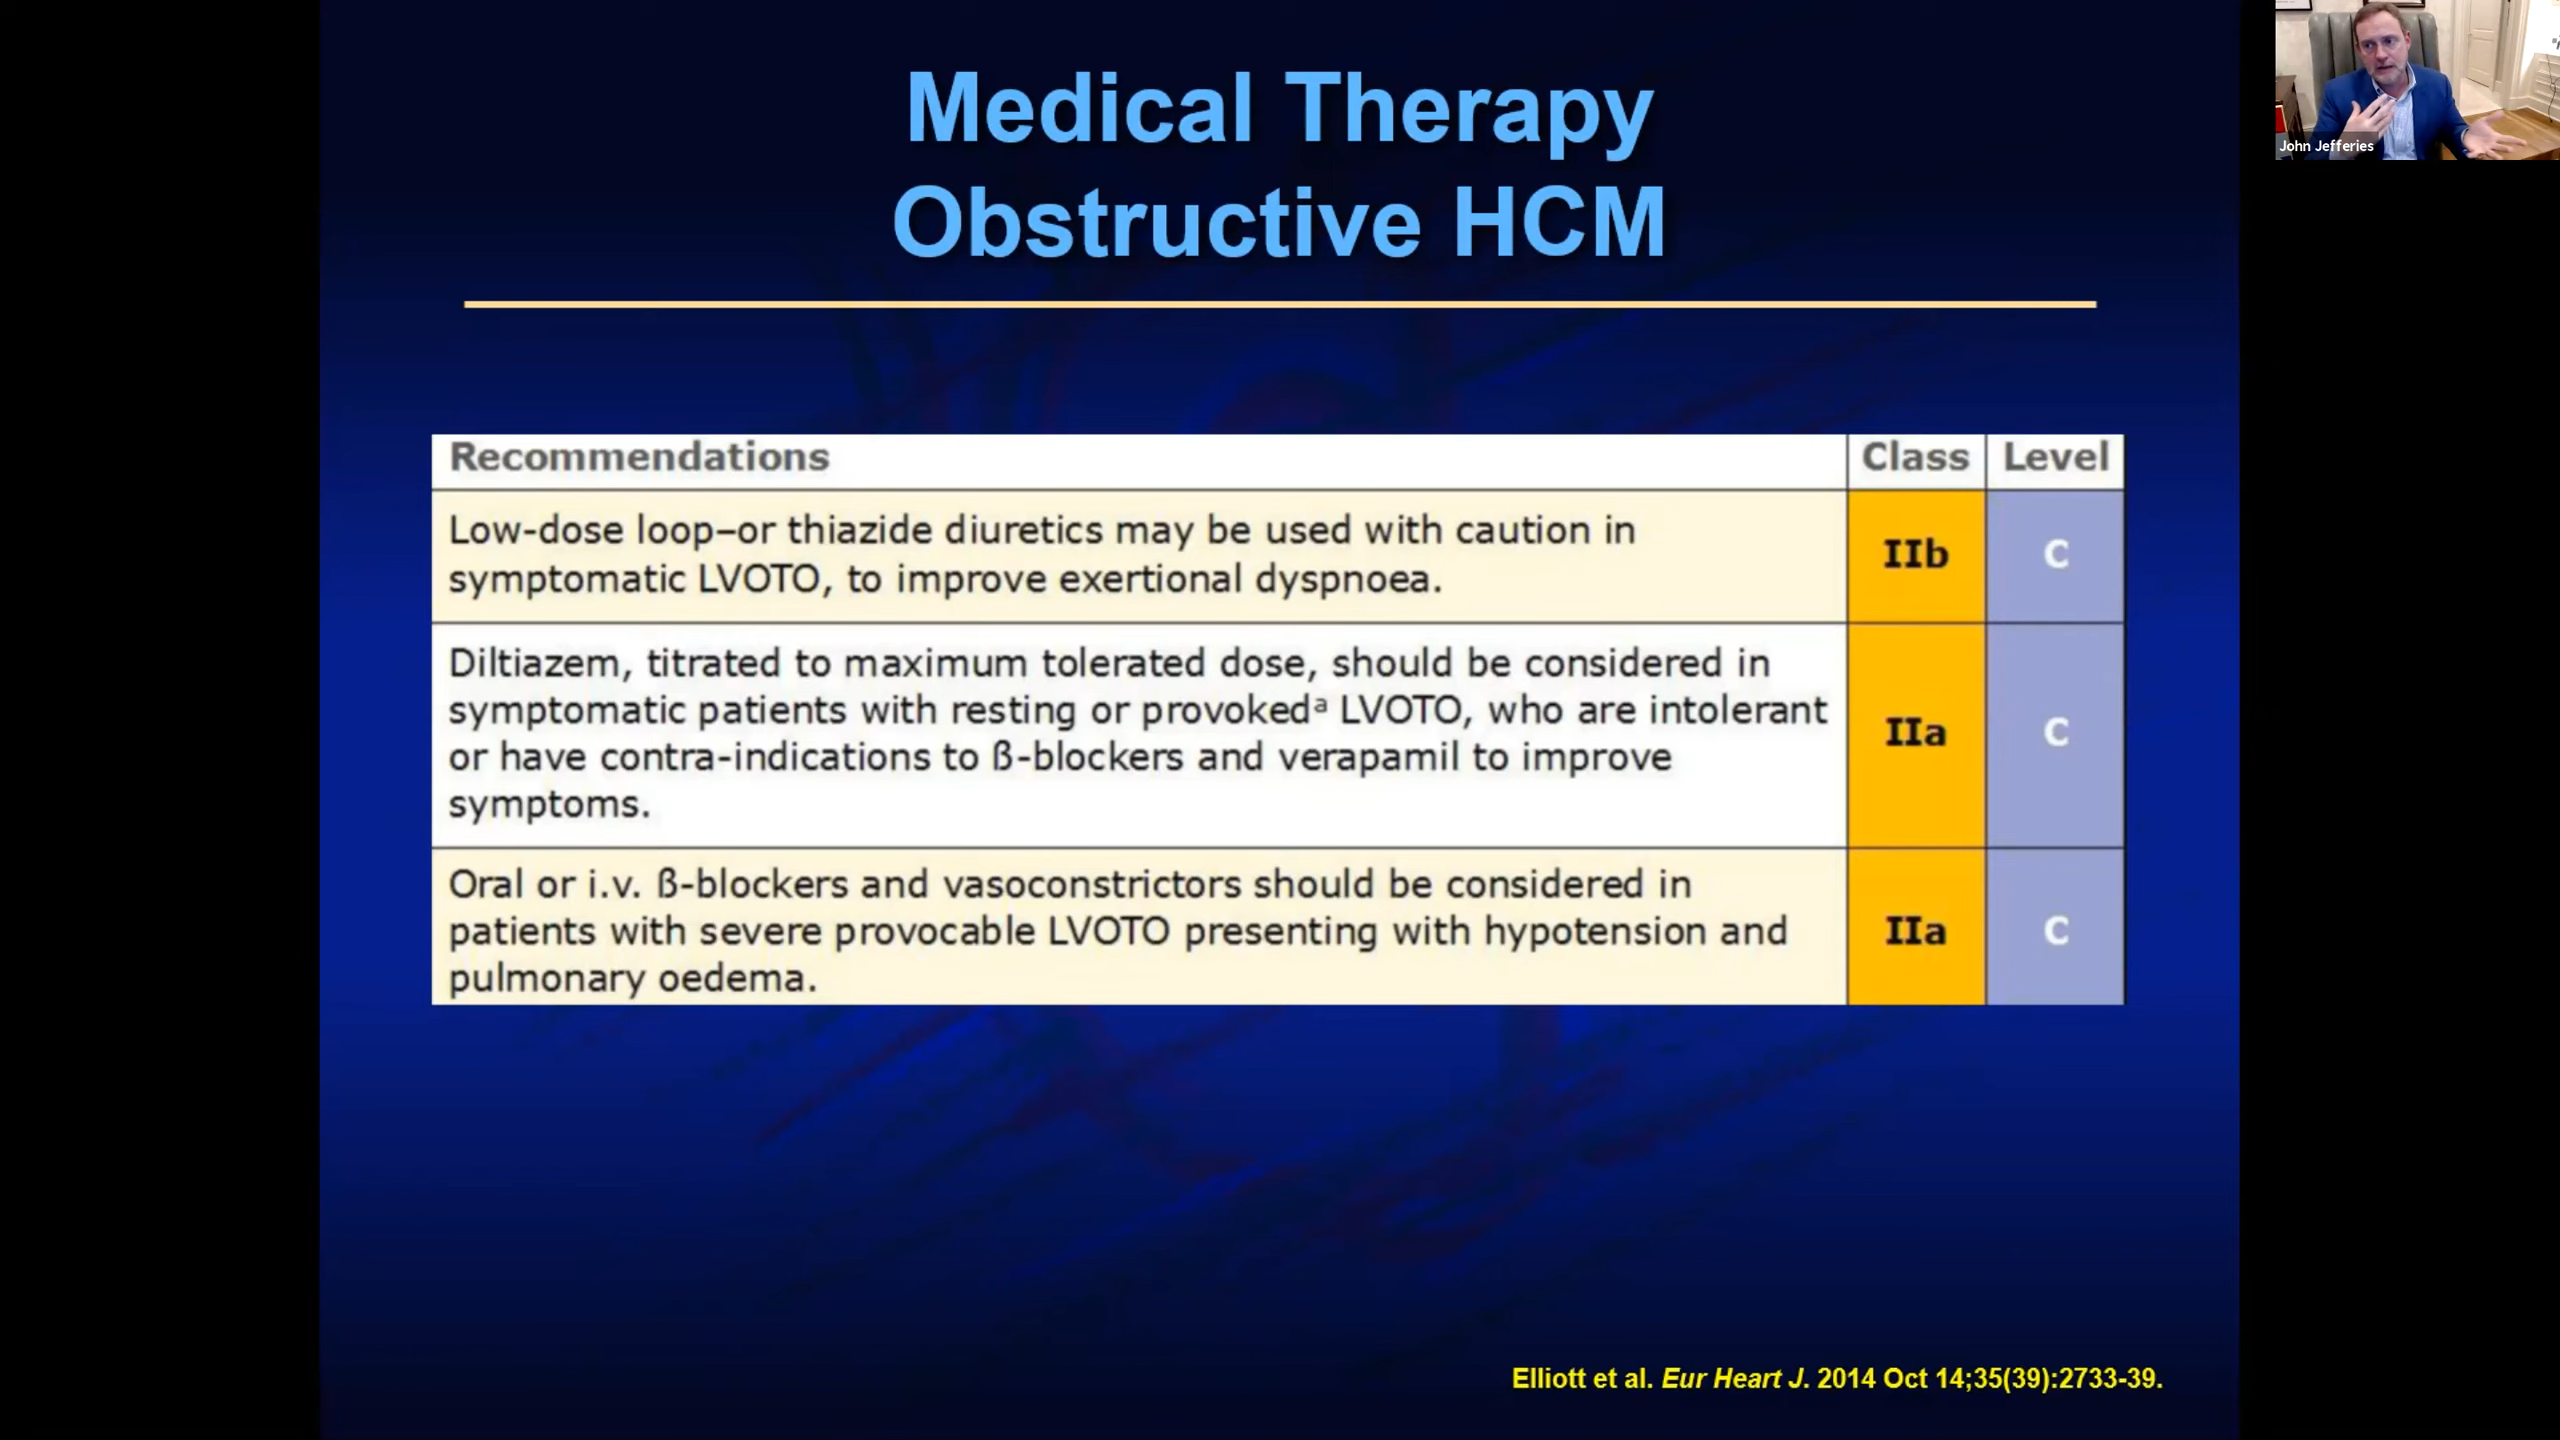 Medical Therapy
Obstructive HCM
Recommendations Class Level
Low-dose loop–or thiazide diuretics may be used with caution in
symptomatic LVOTO, to improve exertional dyspnoea.
IIb C
Diltiazem, titrated to maximum tolerated dose, should be considered in
symptomatic patients with resting or provokedᵃ LVOTO, who are intolerant
or have contra-indications to ß-blockers and verapamil to improve
symptoms.
IIa C
Oral or i.v. ß-blockers and vasoconstrictors should be considered in
patients with severe provocable LVOTO presenting with hypotension and
pulmonary oedema.
IIa C
Elliott et al. Eur Heart J. 2014 Oct 14;35(39):2733-39.
John Jefferies